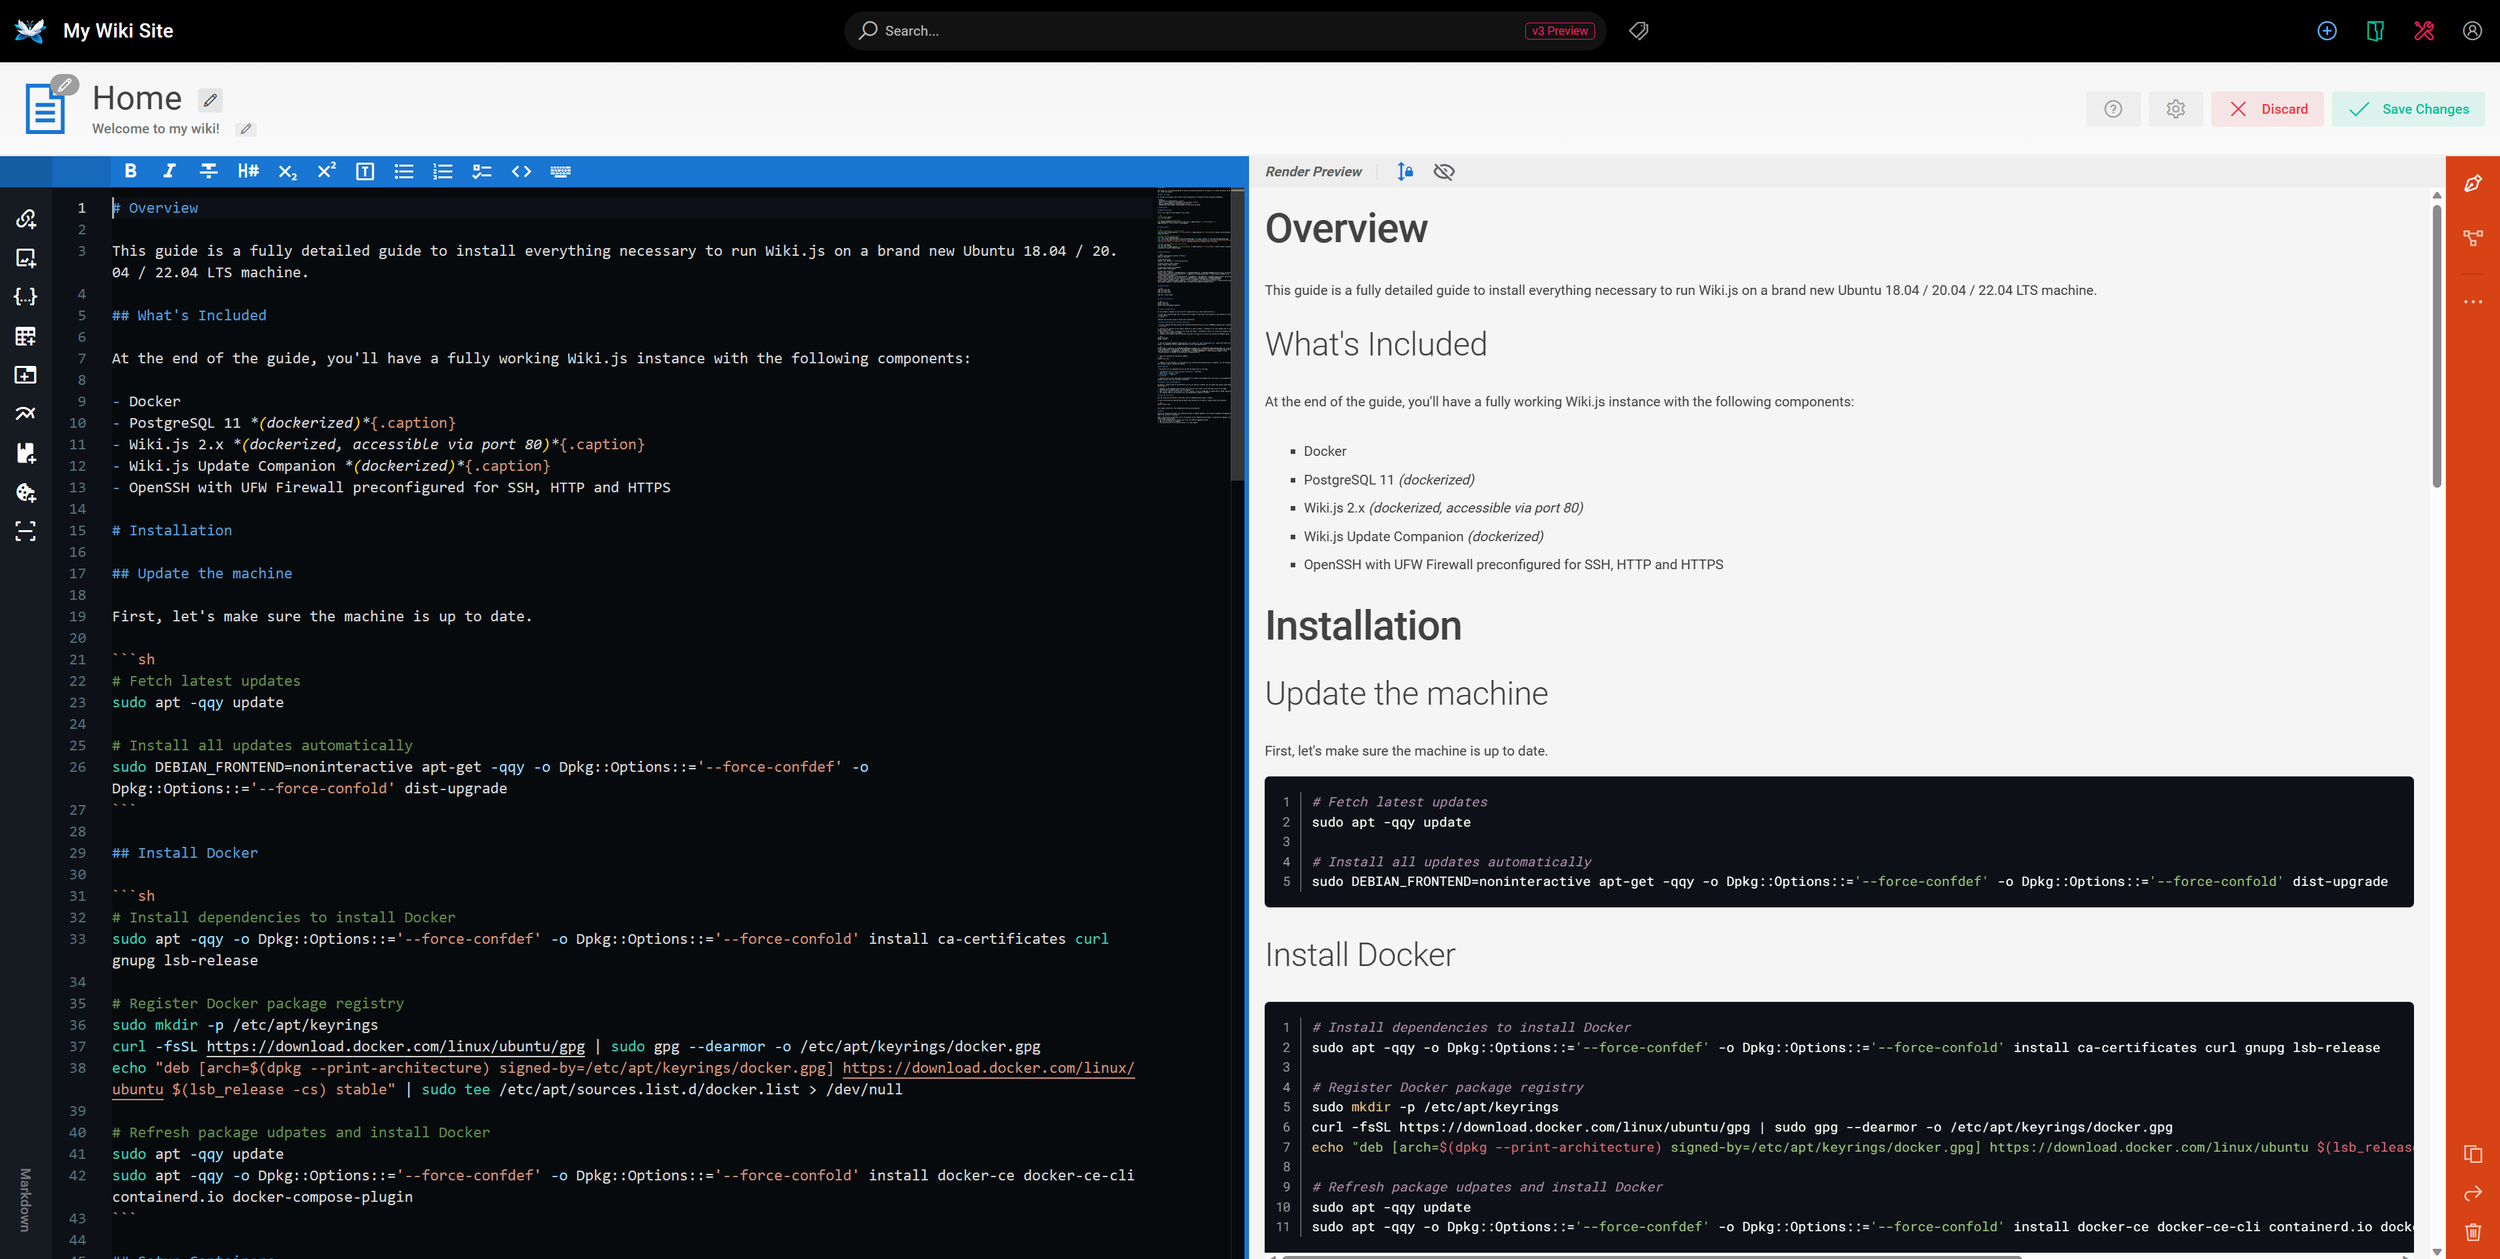 My Wiki Site
Search...
v3 Preview
Home
Welcome to my wiki!
Discard
Save Changes
B I H# X₂ X² T
1 # Overview
2
3 This guide is a fully detailed guide to install everything necessary to run Wiki.js on a brand new Ubuntu 18.04 / 20.
04 / 22.04 LTS machine.
4
5 ## What's Included
6
7 At the end of the guide, you'll have a fully working Wiki.js instance with the following components:
8
9 - Docker
10 - PostgreSQL 11 *(dockerized)*{.caption}
11 - Wiki.js 2.x *(dockerized, accessible via port 80)*{.caption}
12 - Wiki.js Update Companion *(dockerized)*{.caption}
13 - OpenSSH with UFW Firewall preconfigured for SSH, HTTP and HTTPS
14
15 # Installation
16
17 ## Update the machine
18
19 First, let's make sure the machine is up to date.
20
21 ```sh
22 # Fetch latest updates
23 sudo apt -qqy update
24
25 # Install all updates automatically
26 sudo DEBIAN_FRONTEND=noninteractive apt-get -qqy -o Dpkg::Options::='--force-confdef' -o
Dpkg::Options::='--force-confold' dist-upgrade
27 ```
28
29 ## Install Docker
30
31 ```sh
32 # Install dependencies to install Docker
33 sudo apt -qqy -o Dpkg::Options::='--force-confdef' -o Dpkg::Options::='--force-confold' install ca-certificates curl
gnupg lsb-release
34
35 # Register Docker package registry
36 sudo mkdir -p /etc/apt/keyrings
37 curl -fsSL https://download.docker.com/linux/ubuntu/gpg | sudo gpg --dearmor -o /etc/apt/keyrings/docker.gpg
38 echo "deb [arch=$(dpkg --print-architecture) signed-by=/etc/apt/keyrings/docker.gpg] https://download.docker.com/linux/
ubuntu $(lsb_release -cs) stable" | sudo tee /etc/apt/sources.list.d/docker.list > /dev/null
39
40 # Refresh package udpates and install Docker
41 sudo apt -qqy update
42 sudo apt -qqy -o Dpkg::Options::='--force-confdef' -o Dpkg::Options::='--force-confold' install docker-ce docker-ce-cli
containerd.io docker-compose-plugin
43 ```
44
Markdown
Render Preview
Overview
This guide is a fully detailed guide to install everything necessary to run Wiki.js on a brand new Ubuntu 18.04 / 20.04 / 22.04 LTS machine.
What's Included
At the end of the guide, you'll have a fully working Wiki.js instance with the following components:
Docker
PostgreSQL 11 (dockerized)
Wiki.js 2.x (dockerized, accessible via port 80)
Wiki.js Update Companion (dockerized)
OpenSSH with UFW Firewall preconfigured for SSH, HTTP and HTTPS
Installation
Update the machine
First, let's make sure the machine is up to date.
1 # Fetch latest updates
2 sudo apt -qqy update
3
4 # Install all updates automatically
5 sudo DEBIAN_FRONTEND=noninteractive apt-get -qqy -o Dpkg::Options::='--force-confdef' -o Dpkg::Options::='--force-confold' dist-upgrade
Install Docker
1 # Install dependencies to install Docker
2 sudo apt -qqy -o Dpkg::Options::='--force-confdef' -o Dpkg::Options::='--force-confold' install ca-certificates curl gnupg lsb-release
3
4 # Register Docker package registry
5 sudo mkdir -p /etc/apt/keyrings
6 curl -fsSL https://download.docker.com/linux/ubuntu/gpg | sudo gpg --dearmor -o /etc/apt/keyrings/docker.gpg
7 echo "deb [arch=$(dpkg --print-architecture) signed-by=/etc/apt/keyrings/docker.gpg] https://download.docker.com/linux/ubuntu $(lsb_releas
8
9 # Refresh package udpates and install Docker
10 sudo apt -qqy update
11 sudo apt -qqy -o Dpkg::Options::='--force-confdef' -o Dpkg::Options::='--force-confold' install docker-ce docker-ce-cli containerd.io dock